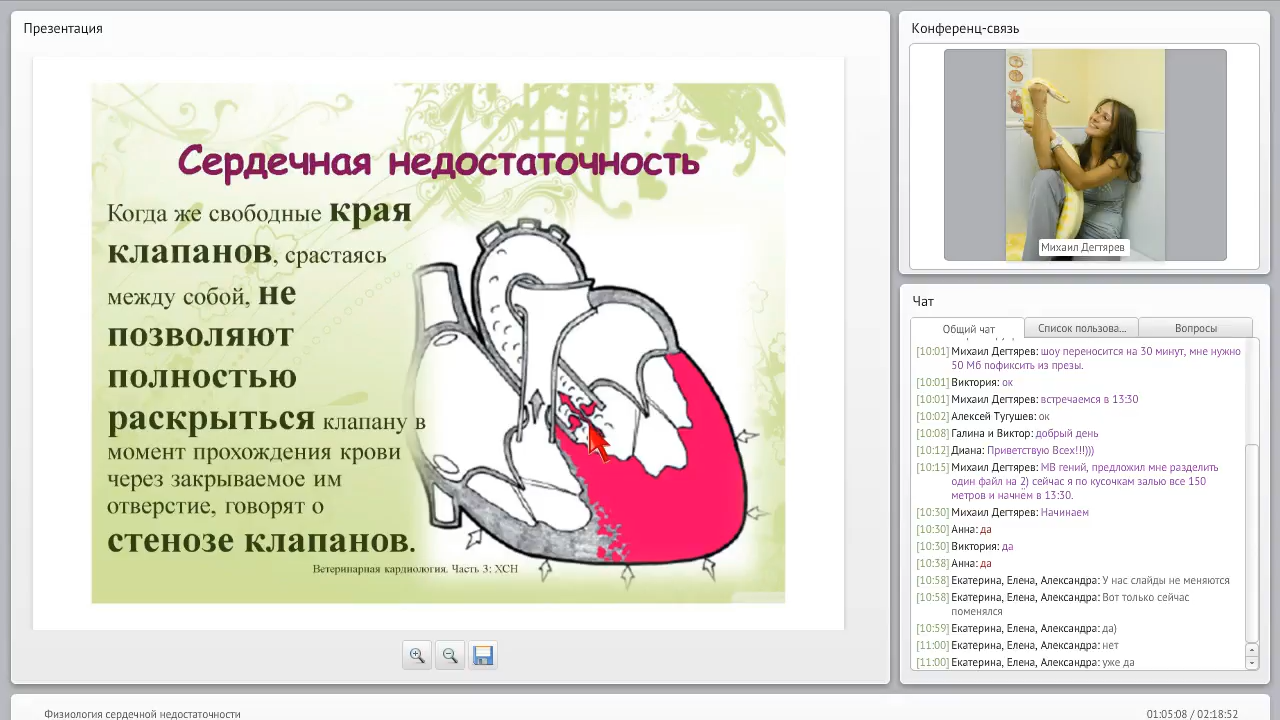 Презентация
Сердечная недостаточность
Когда же свободные края
клапанов, срастаясь
между собой, не
позволяют
полностью
раскрыться клапану в
момент прохождения крови
через закрываемое им
отверстие, говорят о
стенозе клапанов.
Ветеринарная кардиология. Часть 3: ХСН
Конференц-связь
Михаил Дегтярев
Чат
Общий чат
Список пользова...
Вопросы
[10:01] Михаил Дегтярев: шоу переносится на 30 минут, мне нужно
50 Мб пофиксить из презы.
[10:01] Виктория: ок
[10:01] Михаил Дегтярев: встречаемся в 13:30
[10:02] Алексей Тугушев: ок
[10:08] Галина и Виктор: добрый день
[10:12] Диана: Приветствую Всех!!!)))
[10:15] Михаил Дегтярев: МВ гений, предложил мне разделить
один файл на 2) сейчас я по кусочкам залью все 150
метров и начнем в 13:30.
[10:30] Михаил Дегтярев: Начинаем
[10:30] Анна: да
[10:30] Виктория: да
[10:38] Анна: да
[10:58] Екатерина, Елена, Александра: У нас слайды не меняются
[10:58] Екатерина, Елена, Александра: Вот только сейчас
поменялся
[10:59] Екатерина, Елена, Александра: да)
[11:00] Екатерина, Елена, Александра: нет
[11:00] Екатерина, Елена, Александра: уже да
Физиология сердечной недостаточности
01:05:08 / 02:18:52